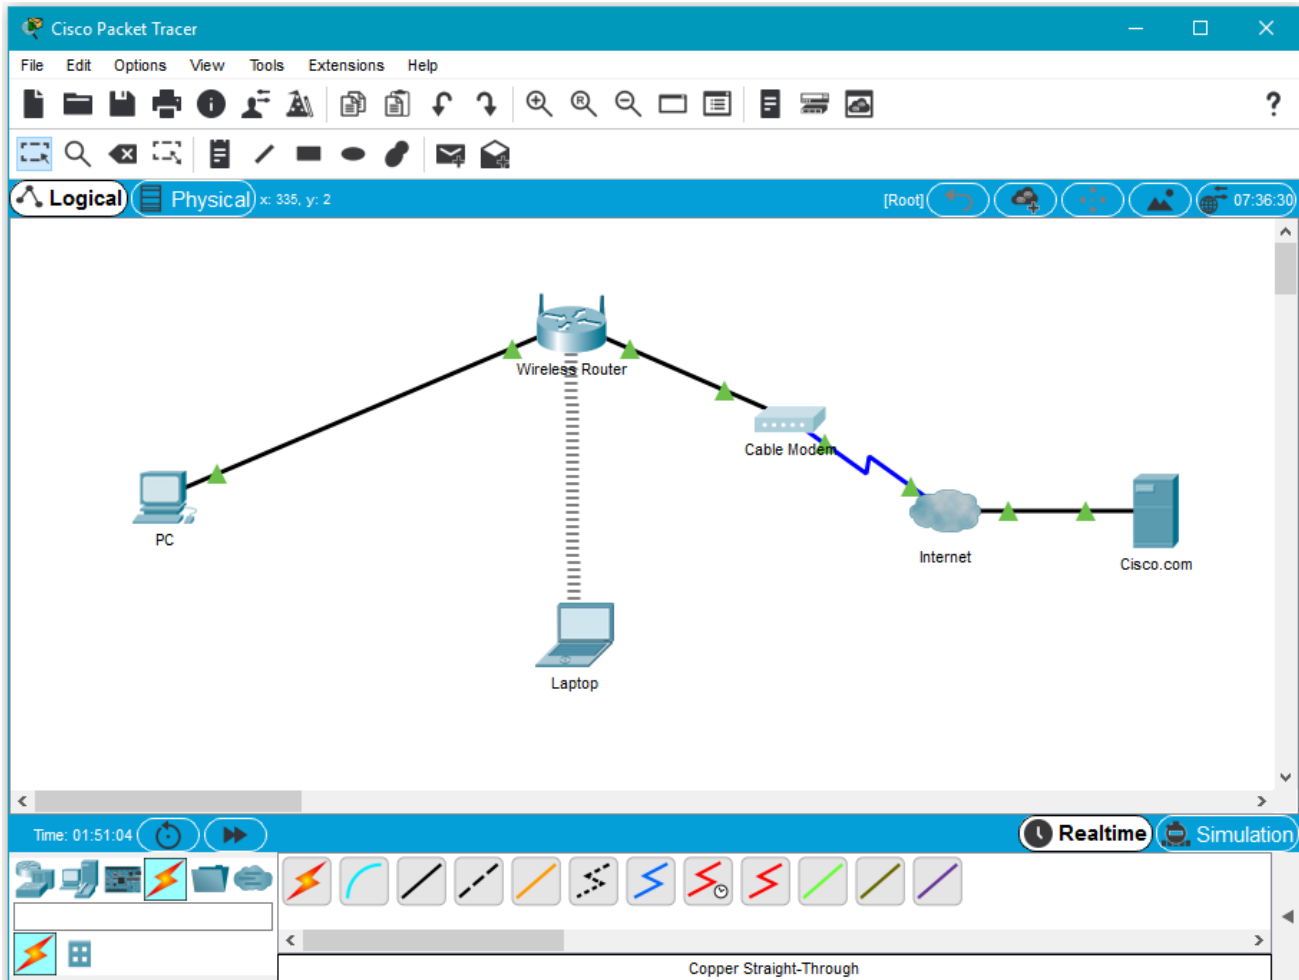 Cisco Packet Tracer
File Edit Options View Tools Extensions Help
Logical Physical x: 335, y: 2 [Root] 07:36:30
Wireless Router
Cable Modem
PC
Internet
Cisco.com
Laptop
Time: 01:51:04 Realtime Simulation
Copper Straight-Through